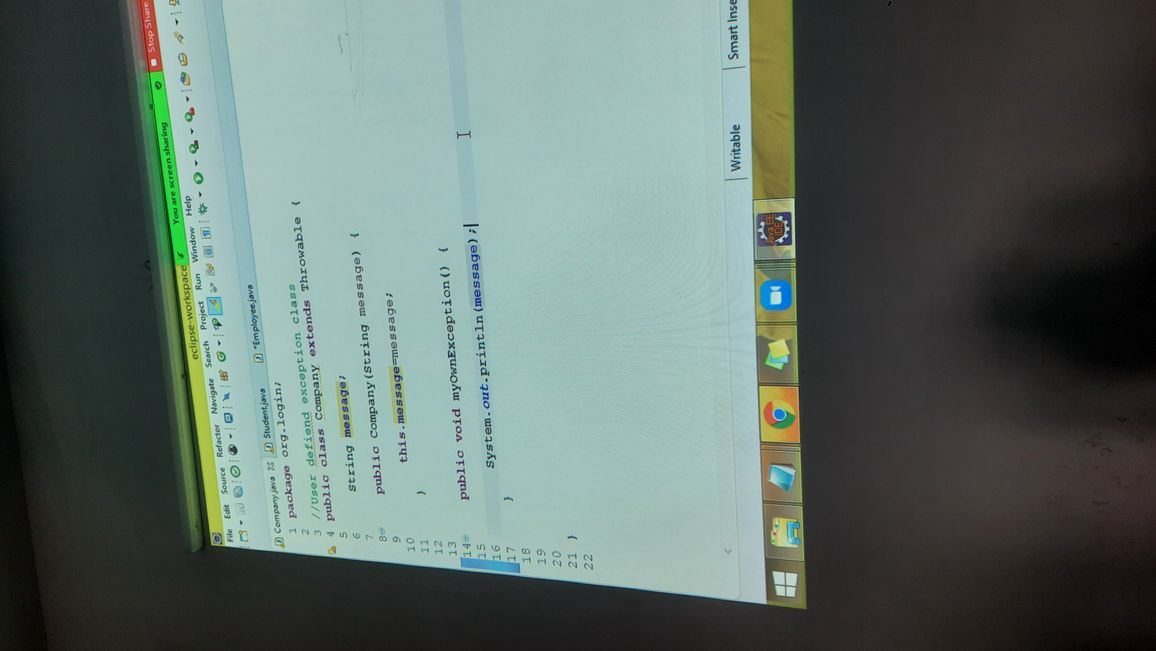 You are screen sharing
Stop Share
eclipse-workspace
File Edit Source Refactor Navigate Search Project Run Window Help
Company.java Student.java *Employee.java
1 package org.login;
2
3 //User defiend exception class
4 public class Company extends Throwable {
5
6 String message;
7
8 public Company(String message) {
9
10 this.message=message;
11 }
12
13
14 public void myOwnException() {
15
16 System.out.println(message);
17 }
18
19
20
21 }
22
Writable
Smart Inse
Java EE
IDE